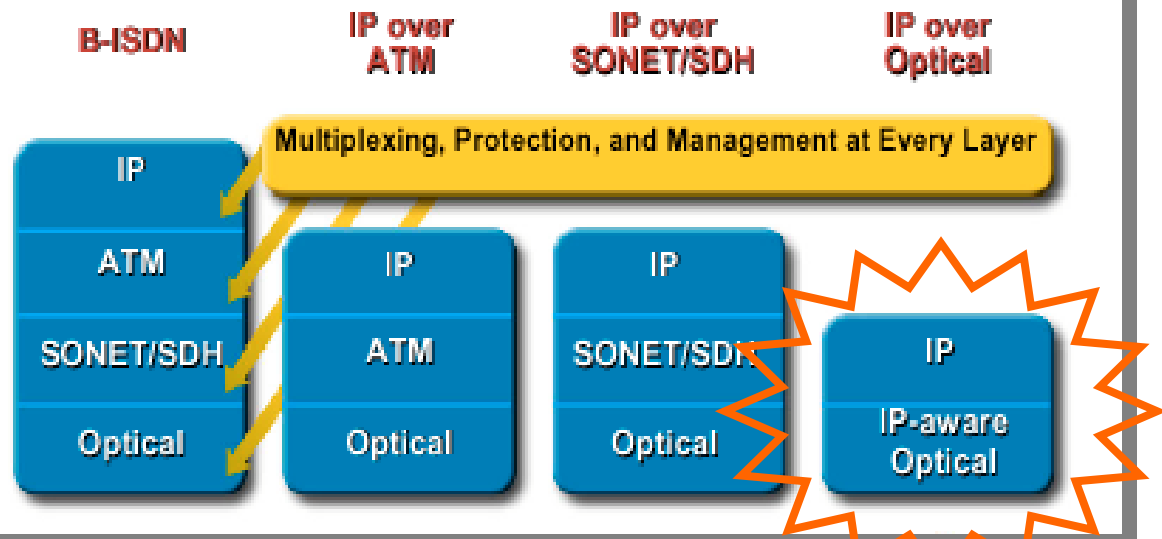 B-ISDN
IP over
ATM
IP over
SONET/SDH
IP over
Optical
Multiplexing, Protection, and Management at Every Layer
IP
ATM
SONET/SDH
Optical
IP
ATM
Optical
IP
SONET/SDH
Optical
IP
IP-aware
Optical